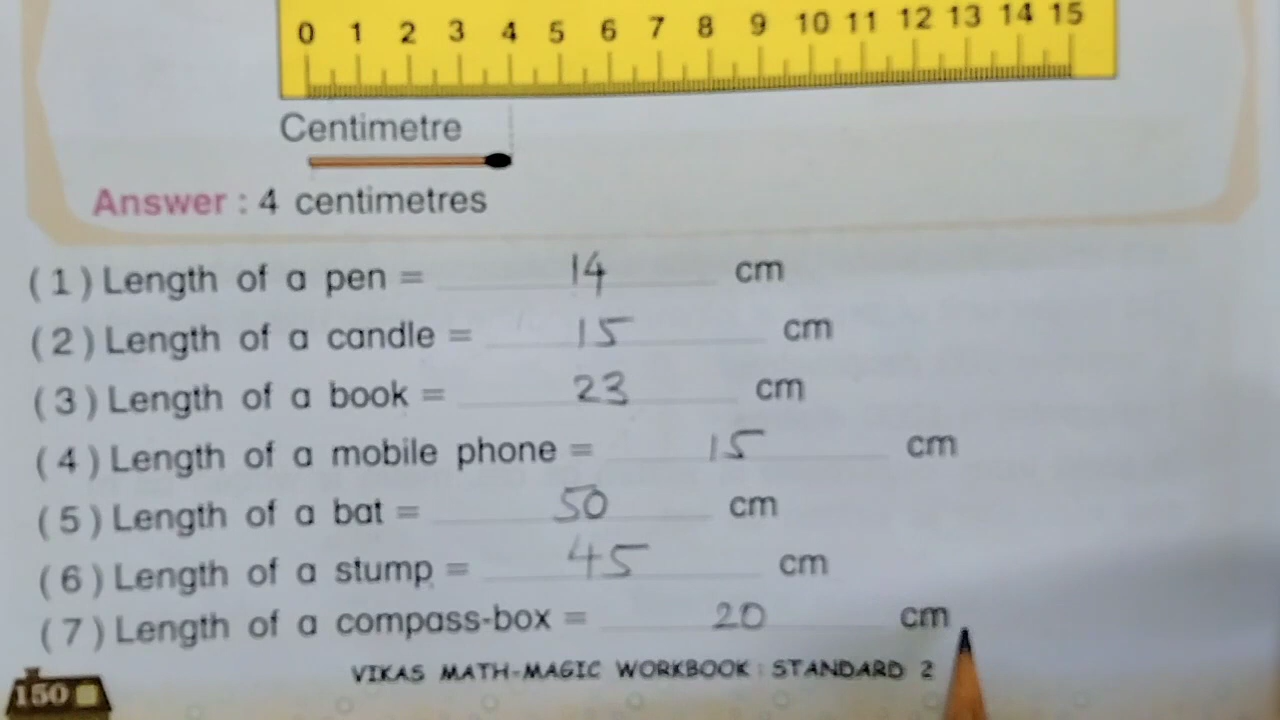 0 1 2 3 4 5 6 7 8 9 10 11 12 13 14 15
Centimetre
Answer : 4 centimetres
(1) Length of a pen = 14 cm
(2) Length of a candle = 15 cm
(3) Length of a book = 23 cm
(4) Length of a mobile phone = 15 cm
(5) Length of a bat = 50 cm
(6) Length of a stump = 45 cm
(7) Length of a compass-box = 20 cm
150 VIKAS MATH-MAGIC WORKBOOK : STANDARD 2